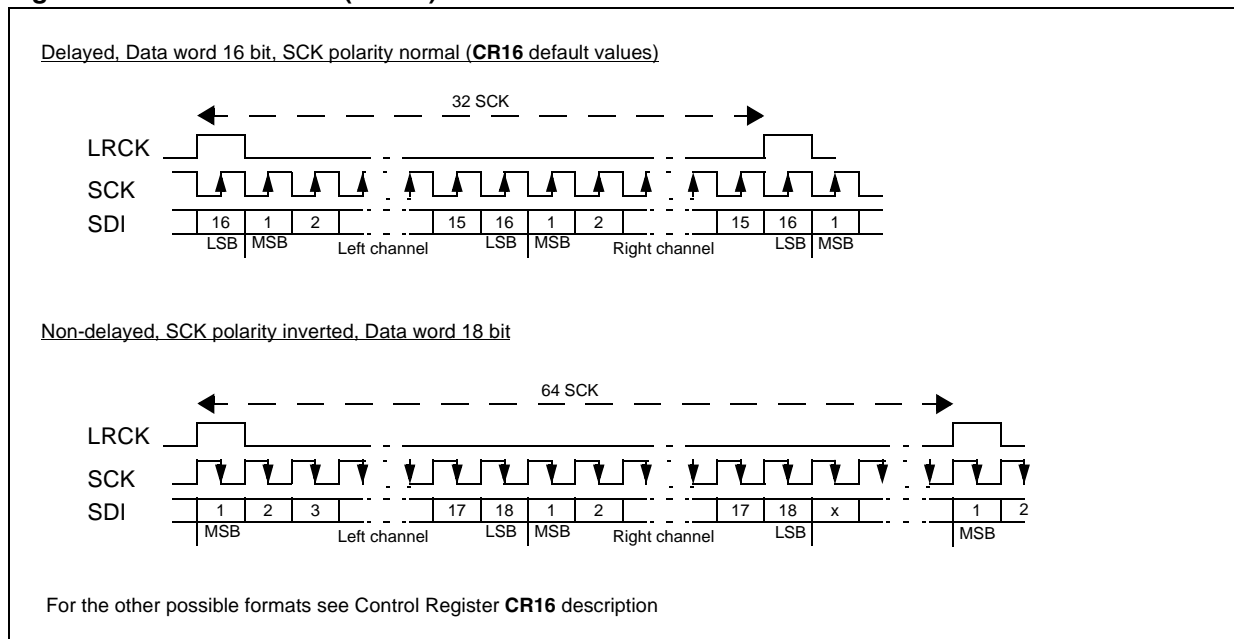 Delayed, Data word 16 bit, SCK polarity normal (CR16 default values)
32 SCK
LRCK
SCK
SDI 16 1 2 15 16 1 2 15 16 1
LSB MSB Left channel LSB MSB Right channel LSB MSB
Non-delayed, SCK polarity inverted, Data word 18 bit
64 SCK
LRCK
SCK
SDI 1 2 3 17 18 1 2 17 18 x 1 2
MSB Left channel LSB MSB Right channel LSB MSB
For the other possible formats see Control Register CR16 description